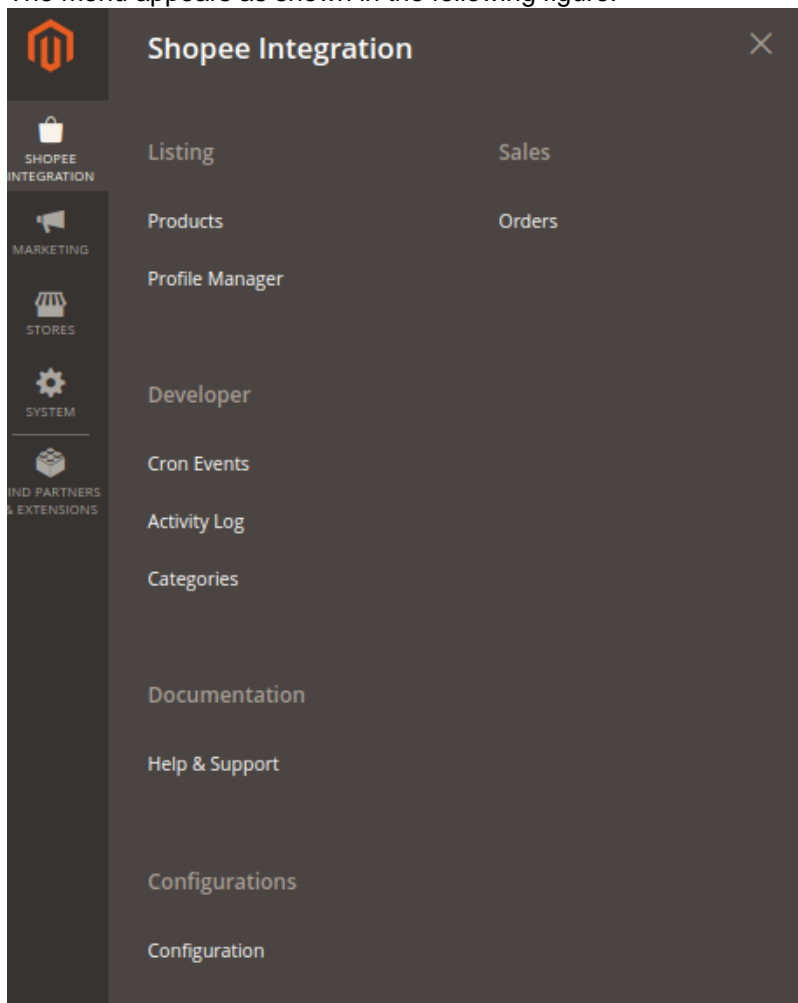 The menu appears as shown in the following figure.
Shopee Integration
SHOPEE
INTEGRATION
MARKETING
STORES
SYSTEM
IND PARTNERS
& EXTENSIONS
Listing
Products
Profile Manager
Sales
Orders
Developer
Cron Events
Activity Log
Categories
Documentation
Help & Support
Configurations
Configuration